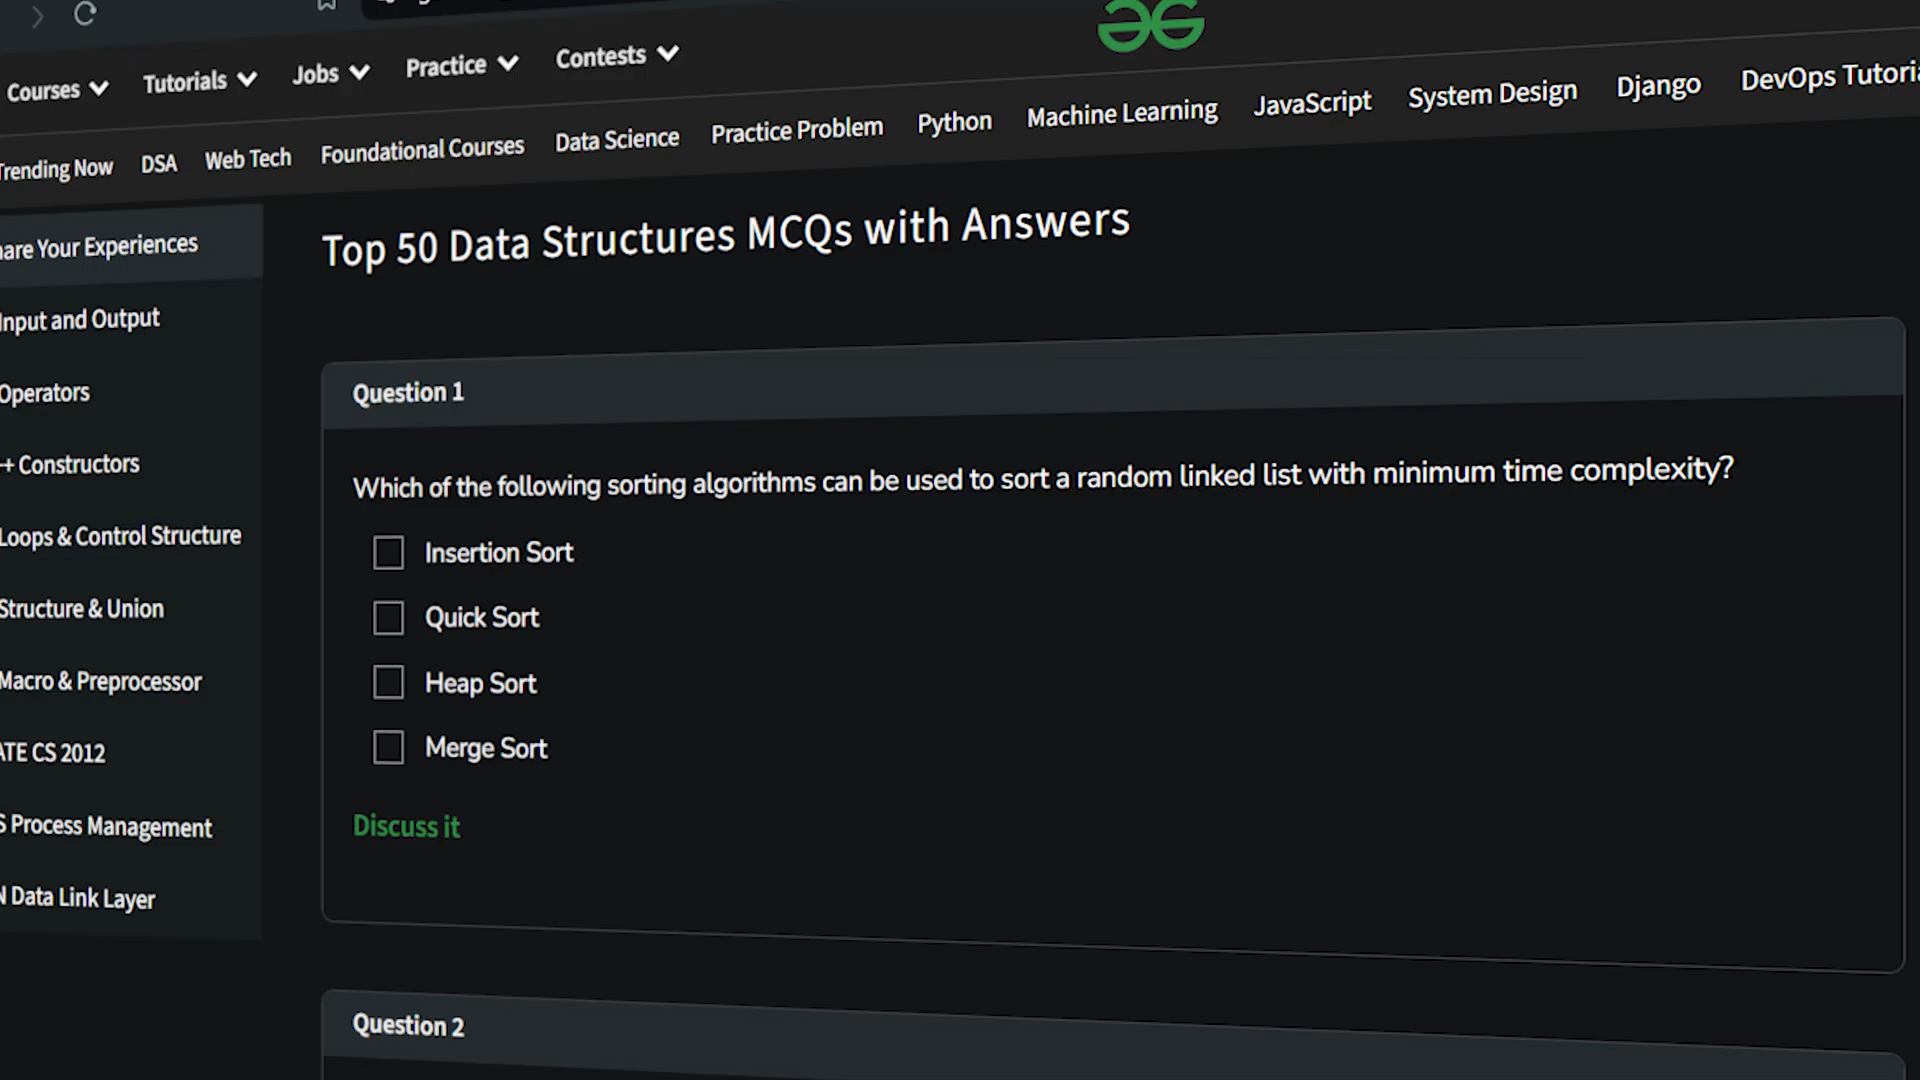 Courses
Tutorials
Jobs
Practice
Contests
Trending Now
DSA
Web Tech
Foundational Courses
Data Science
Practice Problem
Python
Machine Learning
JavaScript
System Design
Django
DevOps Tutoria
are Your Experiences
Input and Output
Operators
++ Constructors
Loops & Control Structure
Structure & Union
Macro & Preprocessor
ATE CS 2012
S Process Management
N Data Link Layer
Top 50 Data Structures MCQs with Answers
Question 1
Which of the following sorting algorithms can be used to sort a random linked list with minimum time complexity?
Insertion Sort
Quick Sort
Heap Sort
Merge Sort
Discuss it
Question 2